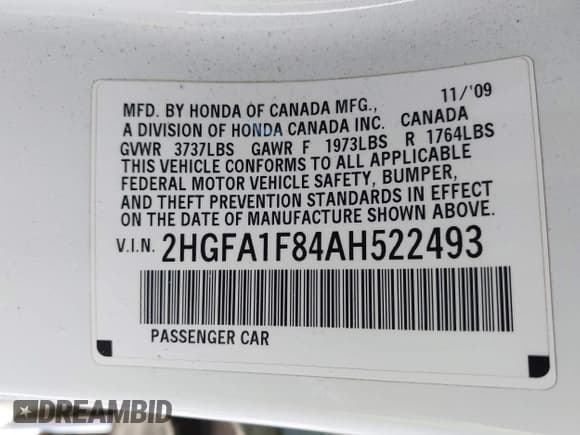 11/'09
MFD. BY HONDA OF CANADA MFG.,
A DIVISION OF HONDA CANADA INC. CANADA
GVWR 3737LBS GAWR F 1973LBS R 1764LBS
THIS VEHICLE CONFORMS TO ALL APPLICABLE
FEDERAL MOTOR VEHICLE SAFETY, BUMPER,
AND THEFT PREVENTION STANDARDS IN EFFECT
ON THE DATE OF MANUFACTURE SHOWN ABOVE.
V.I.N. 2HGFA1F84AH522493
PASSENGER CAR
DREAMBID